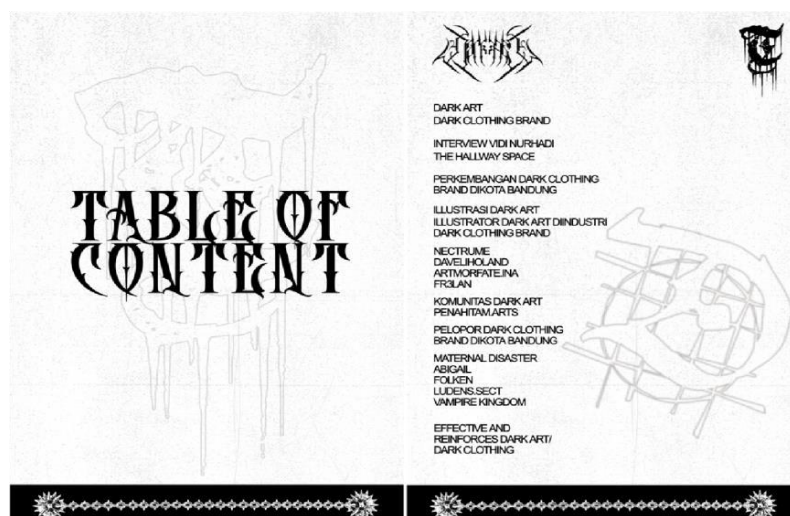 TABLE OF
CONTENT
DARK ART
DARK CLOTHING BRAND
INTERVIEW VIDI NURHADI
THE HALLWAY SPACE
PERKEMBANGAN DARK CLOTHING
BRAND DIKOTA BANDUNG
ILLUSTRASI DARK ART
ILLUSTRATOR DARK ART DIINDUSTRI
DARK CLOTHING BRAND
NECTRUME
DAVELIHOLAND
ARTMORFATE.INA
FR3LAN
KOMUNITAS DARK ART
PENAHITAM ARTS
PELOPOR DARK CLOTHING
BRAND DIKOTA BANDUNG
MATERNAL DISASTER
ABIGAIL
FOLKEN
LUDENS.SECT
VAMPIRE KINGDOM
EFFECTIVE AND
REINFORCES DARK ART/
DARK CLOTHING